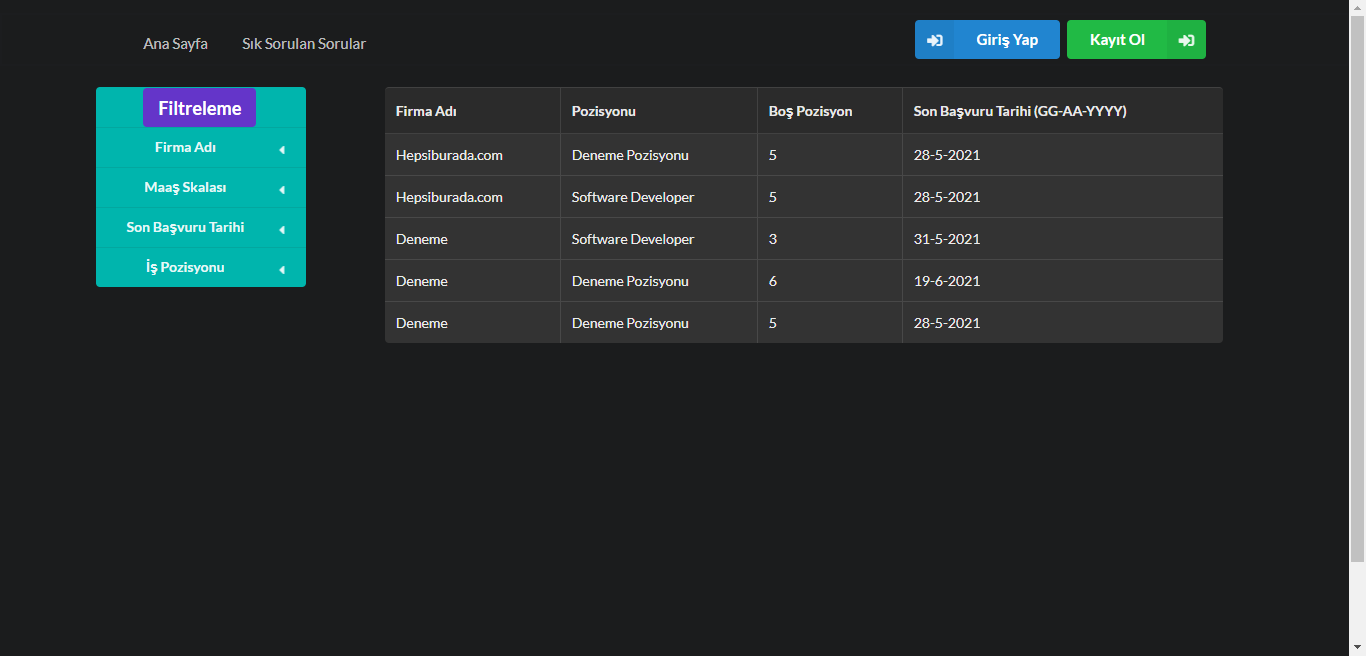 Ana Sayfa Sık Sorulan Sorular Giriş Yap Kayıt Ol
Filtreleme
Firma Adı
Maaş Skalası
Son Başvuru Tarihi
İş Pozisyonu
Firma Adı Pozisyonu Boş Pozisyon Son Başvuru Tarihi (GG-AA-YYYY)
Hepsiburada.com Deneme Pozisyonu 5 28-5-2021
Hepsiburada.com Software Developer 5 28-5-2021
Deneme Software Developer 3 31-5-2021
Deneme Deneme Pozisyonu 6 19-6-2021
Deneme Deneme Pozisyonu 5 28-5-2021